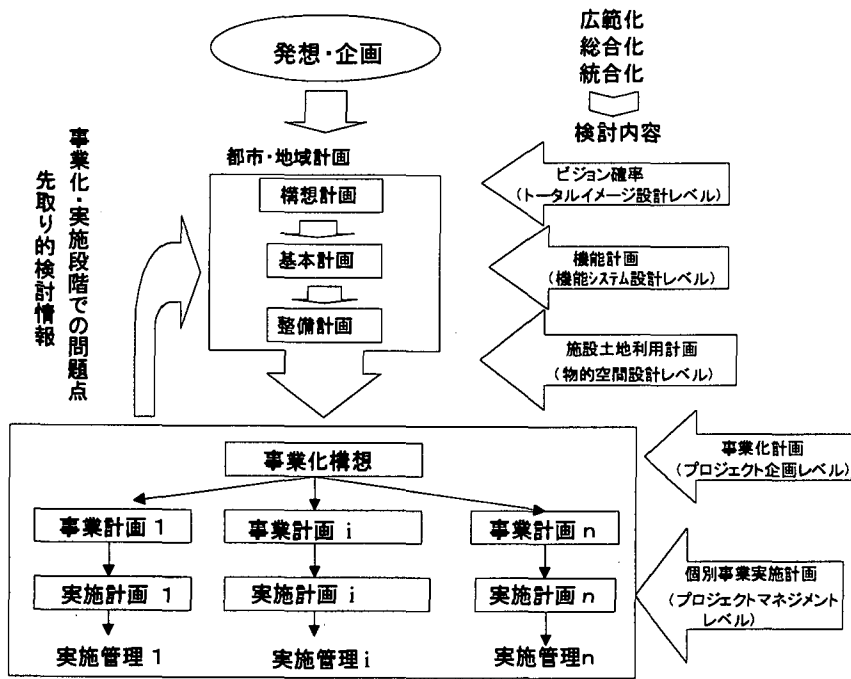 発想・企画
広範化
総合化
統合化
検討内容
都市・地域計画
構想計画
基本計画
整備計画
ビジョン確率
(トータルイメージ設計レベル)
機能計画
(機能システム設計レベル)
施設土地利用計画
(物的空間設計レベル)
事業化・実施段階での問題点
先取り的検討情報
事業化構想
事業計画1
事業計画i
事業計画n
実施計画 1
実施計画 i
実施計画n
実施管理1
実施管理i
実施管理n
事業化計画
(プロジェクト企画レベル)
個別事業実施計画
(プロジェクトマネジメント
レベル)